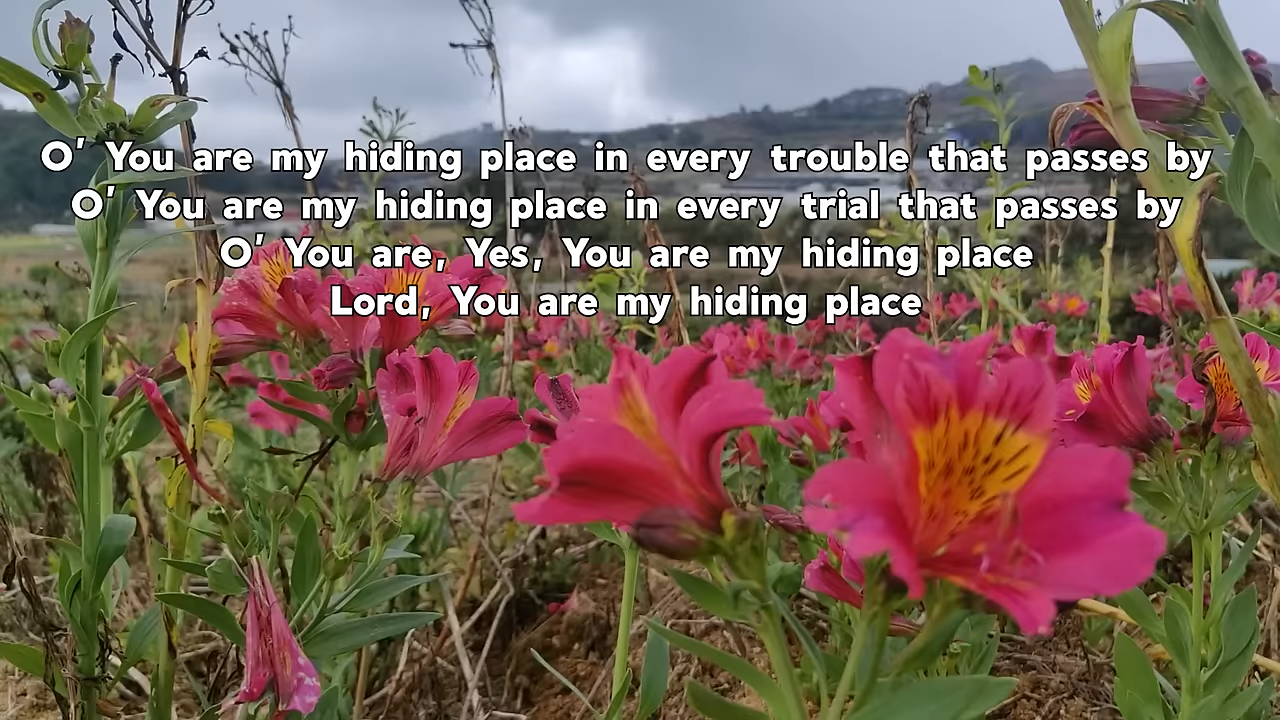 O' You are my hiding place in every trouble that passes by
O' You are my hiding place in every trial that passes by
O' You are, Yes, You are my hiding place
Lord, You are my hiding place